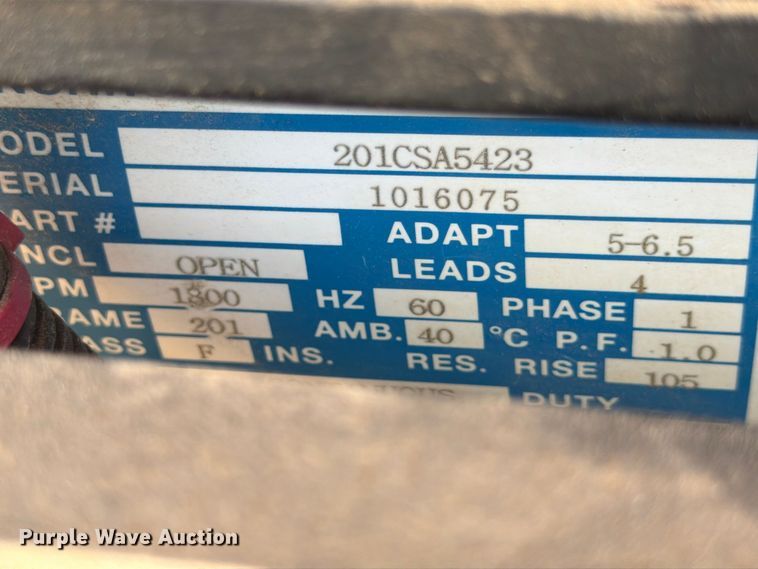 ODEL 201CSA5423
ERIAL 1016075
ART # ADAPT 5-6.5
NCL OPEN LEADS 4
PM 1800 HZ 60 PHASE 1
RAME 201 AMB. 40 °C P.F. 1.0
ASS F INS. RES. RISE 105
DUTY
Purple Wave Auction